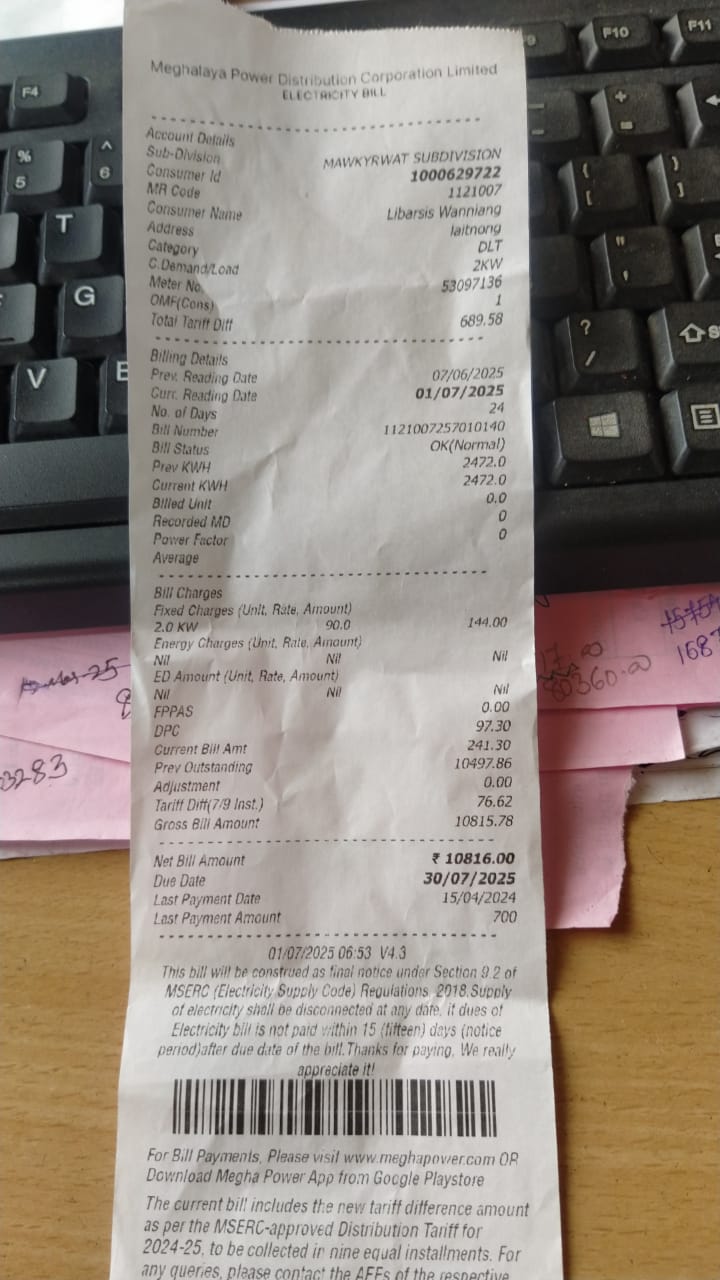 Meghalaya Power Distribution Corporation Limited
ELECTRICITY BILL
Account Details
Sub-Division MAWKYRWAT SUBDIVISION
Consumer Id 1000629722
MR Code 1121007
Consumer Name Libarsis Wanniang
Address laitnong
Category DLT
C.Demand/Load 2KW
Meter No. 53097136
OMF(Cons) 1
Total Tariff Diff 689.58
Billing Details
Prev. Reading Date 07/06/2025
Curr. Reading Date 01/07/2025
No. of Days 24
Bill Number 1121007257010140
Bill Status OK(Normal)
Prev KWH 2472.0
Current KWH 2472.0
Billed Unit 0.0
Recorded MD 0
Power Factor 0
Average
Bill Charges
Fixed Charges (Unit, Rate, Amount)
2.0 KW 90.0 144.00
Energy Charges (Unit, Rate, Amount)
Nil Nil Nil
ED Amount (Unit, Rate, Amount)
Nil Nil Nil
FPPAS 0.00
DPC 97.30
Current Bill Amt 241.30
Prev Outstanding 10497.86
Adjustment 0.00
Tariff Diff(7/9 Inst.) 76.62
Gross Bill Amount 10815.78
Net Bill Amount ₹ 10816.00
Due Date 30/07/2025
Last Payment Date 15/04/2024
Last Payment Amount 700
01/07/2025 06:53 V4.3
This bill will be construed as final notice under Section 9.2 of
MSERC (Electricity Supply Code) Regulations, 2018.Supply
of electricity shall be disconnected at any date, if dues of
Electricity bill is not paid within 15 (fifteen) days (notice
period)after due date of the bill.Thanks for paying, We really
appreciate it!
For Bill Payments, Please visit www.meghapower.com OR
Download Megha Power App from Google Playstore
The current bill includes the new tariff difference amount
as per the MSERC-approved Distribution Tariff for
2024-25, to be collected in nine equal installments. For
any queries, please contact the AEEs of the respective
F4
F10
F11
%
5
^
6
T
G
V
+
=
{
[
}
]
"
'
?
/
80360.00
3283